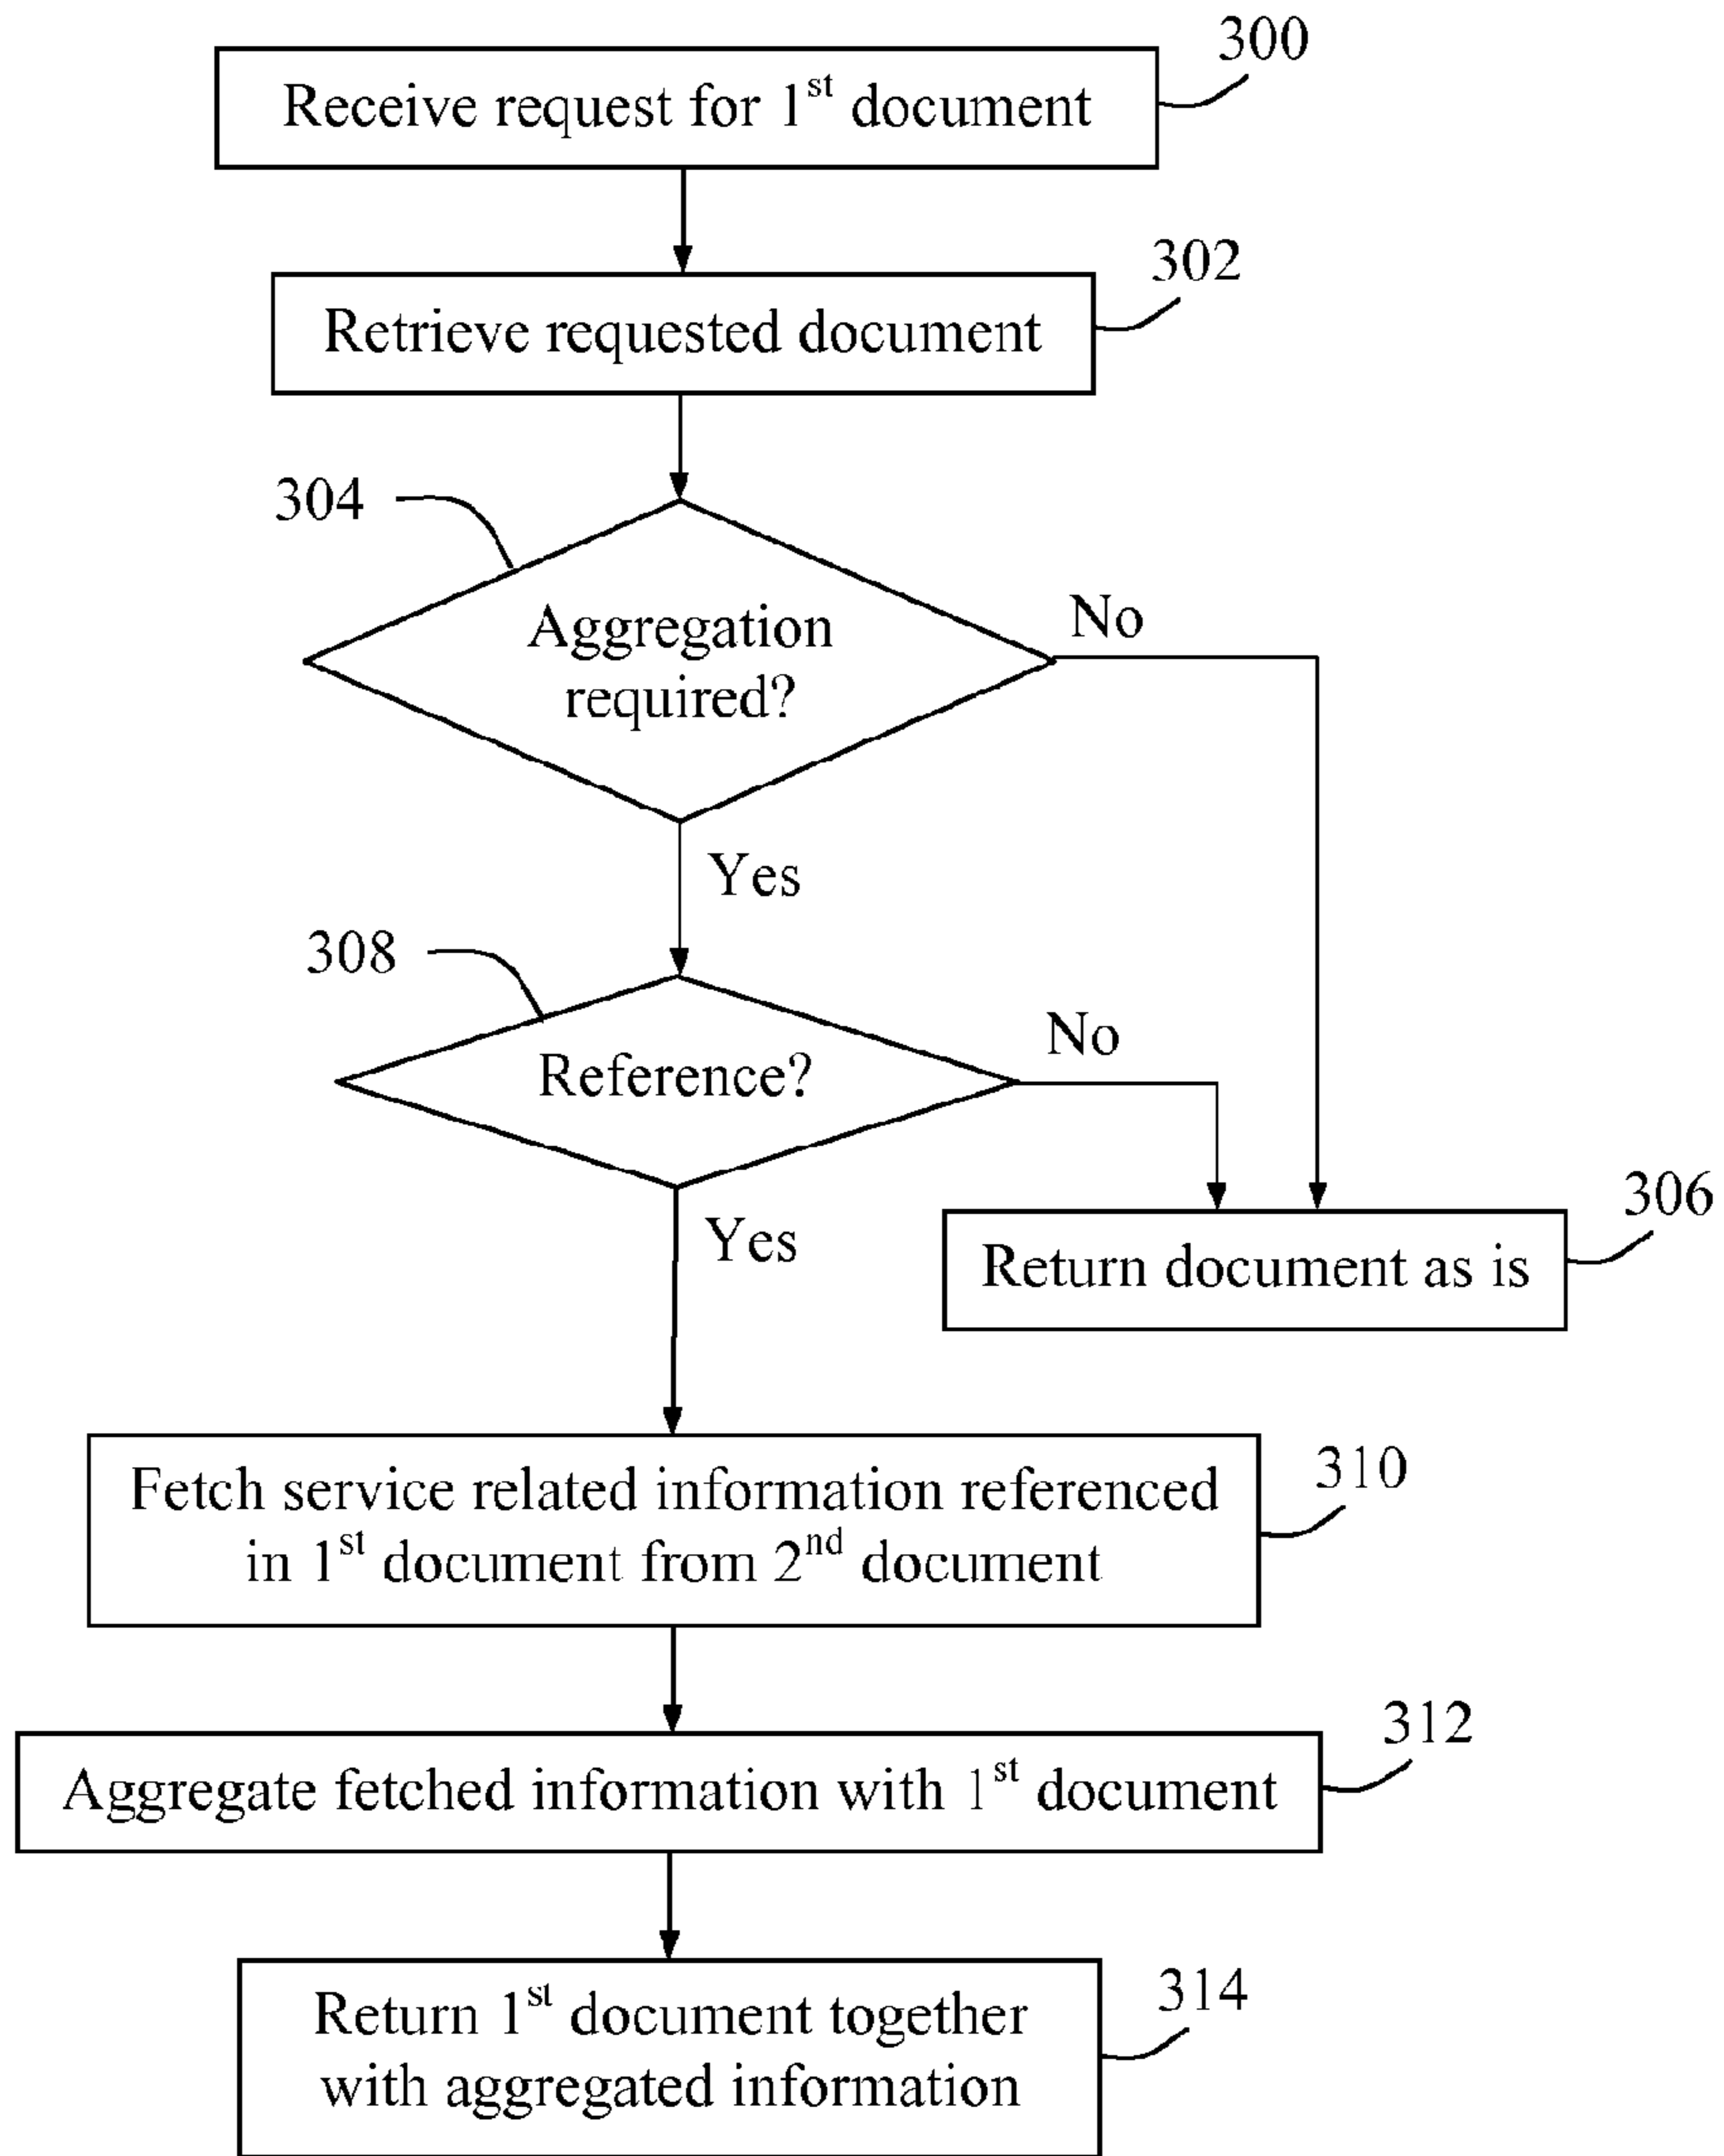 300
Receive request for 1st document
302
Retrieve requested document
304
Aggregation
required?
No
Yes
308
Reference?
No
Yes
306
Return document as is
310
Fetch service related information referenced
in 1st document from 2nd document
312
Aggregate fetched information with 1st document
314
Return 1st document together
with aggregated information